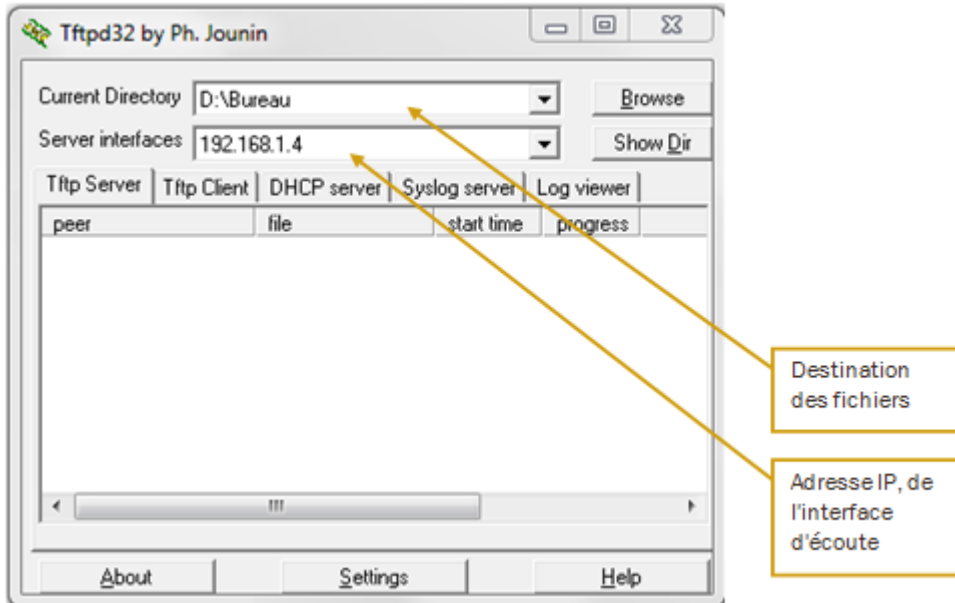 Tftpd32 by Ph. Jounin
Current Directory D:\Bureau Browse
Server interfaces 192.168.1.4 Show Dir
Tftp Server Tftp Client DHCP server Syslog server Log viewer
peer file start time progress
Destination
des fichiers
Adresse IP, de
l'interface
d'écoute
About Settings Help